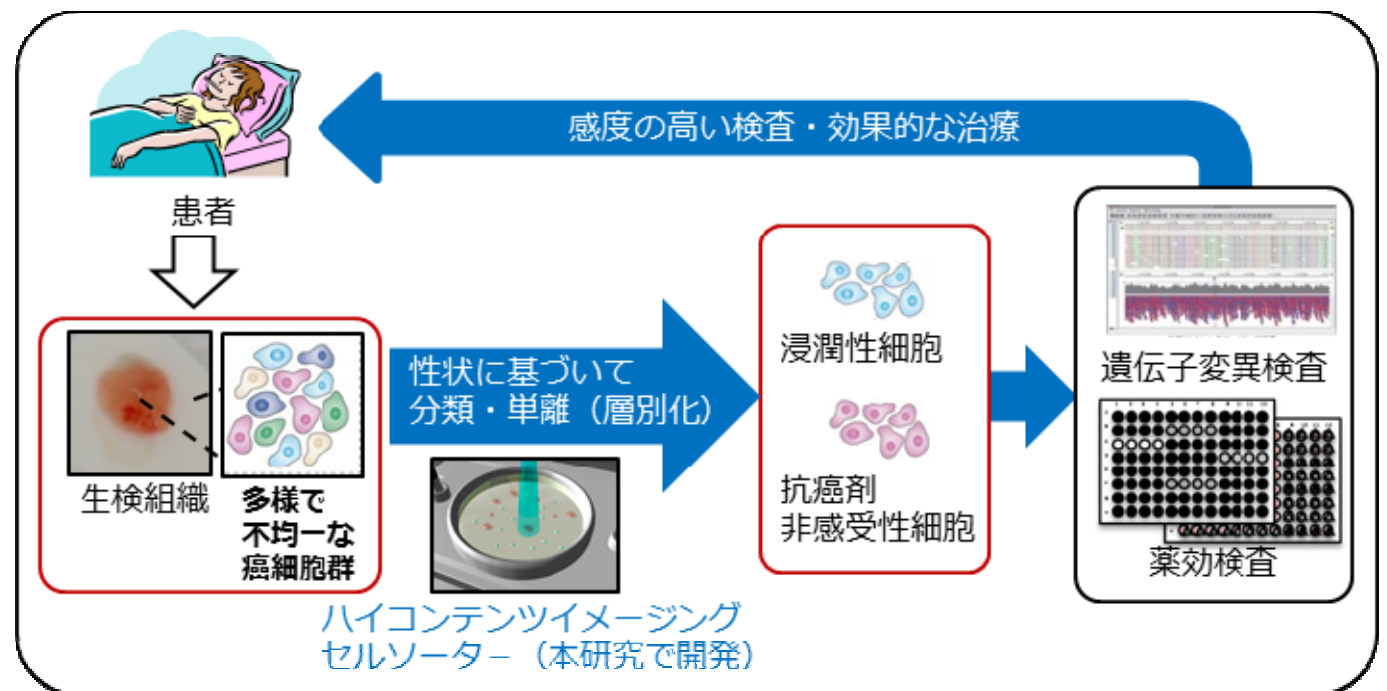 感度の高い検査・効果的な治療
患者
性状に基づいて
分類・単離（層別化）
生検組織
多様で
不均一な
癌細胞群
ハイコンテンツイメージング
セルソーター（本研究で開発）
浸潤性細胞
抗癌剤
非感受性細胞
遺伝子変異検査
薬効検査